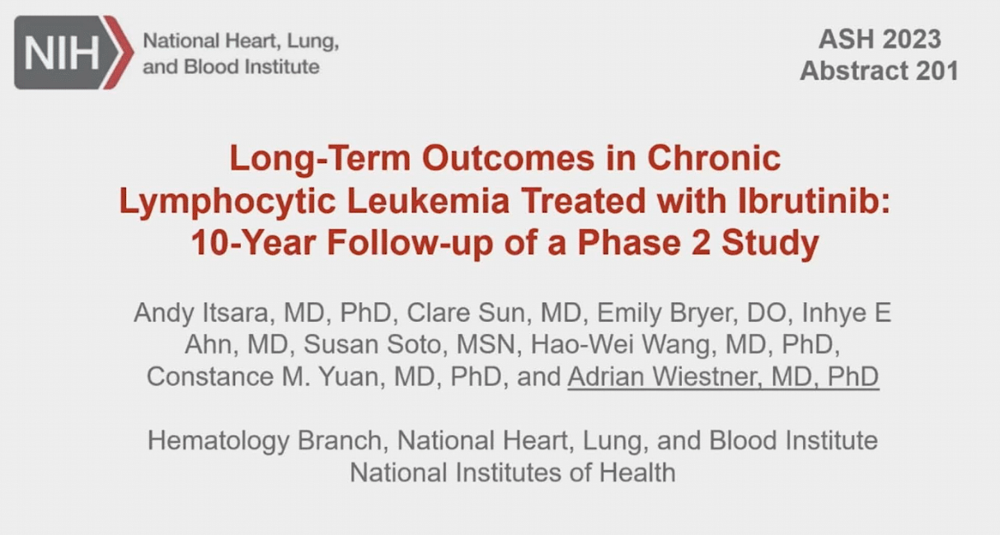 NIH
National Heart, Lung,
and Blood Institute
ASH 2023
Abstract 201
Long-Term Outcomes in Chronic
Lymphocytic Leukemia Treated with Ibrutinib:
10-Year Follow-up of a Phase 2 Study
Andy Itsara, MD, PhD, Clare Sun, MD, Emily Bryer, DO, Inhye E
Ahn, MD, Susan Soto, MSN, Hao-Wei Wang, MD, PhD,
Constance M. Yuan, MD, PhD, and Adrian Wiestner, MD, PhD
Hematology Branch, National Heart, Lung, and Blood Institute
National Institutes of Health